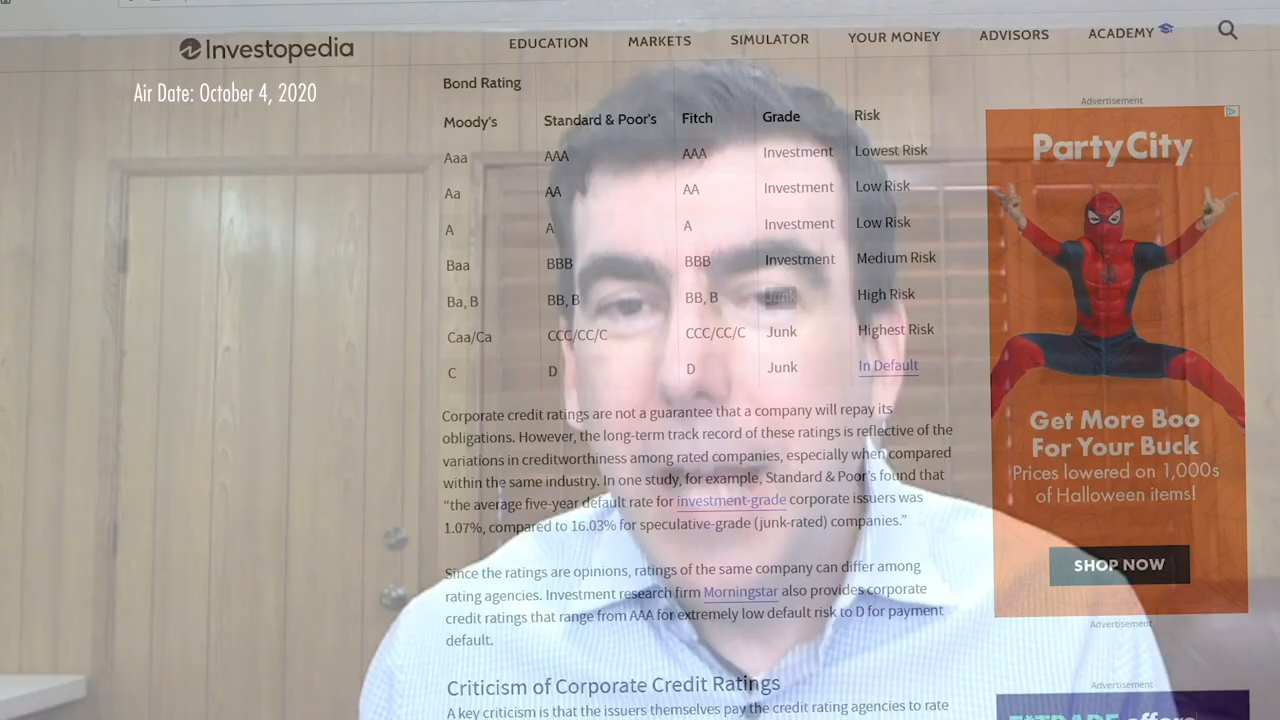 Investopedia
EDUCATION MARKETS SIMULATOR YOUR MONEY ADVISORS ACADEMY
Air Date: October 4, 2020
Bond Rating
Moody's Standard & Poor's Fitch Grade Risk
Aaa AAA AAA Investment Lowest Risk
Aa AA AA Investment Low Risk
A A A Investment Low Risk
Baa BBB BBB Investment Medium Risk
Ba, B BB, B BB, B Junk High Risk
Caa/Ca CCC/CC/C CCC/CC/C Junk Highest Risk
C D D Junk In Default
Corporate credit ratings are not a guarantee that a company will repay its
obligations. However, the long-term track record of these ratings is reflective of the
variations in creditworthiness among rated companies, especially when compared
within the same industry. In one study, for example, Standard & Poor's found that
“the average five-year default rate for investment-grade corporate issuers was
1.07%, compared to 16.03% for speculative-grade (junk-rated) companies.”
Since the ratings are opinions, ratings of the same company can differ among
rating agencies. Investment research firm Morningstar also provides corporate
credit ratings that range from AAA for extremely low default risk to D for payment
default.
Criticism of Corporate Credit Ratings
A key criticism is that the issuers themselves pay the credit rating agencies to rate
Advertisement
Party City
Get More Boo
For Your Buck
Prices lowered on 1,000s
of Halloween items!
SHOP NOW
Advertisement
Advertisement
E*TRADE offers